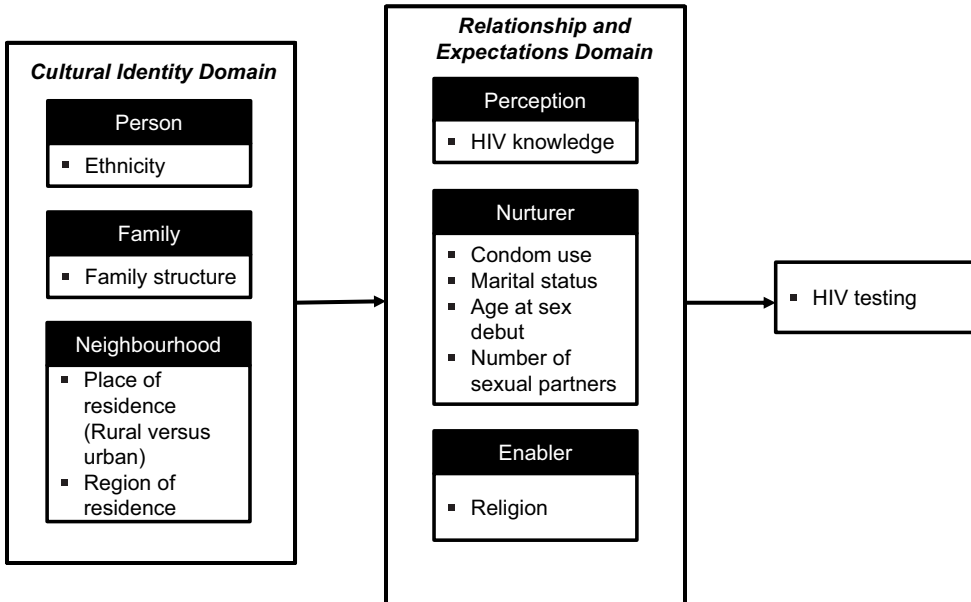 Cultural Identity Domain
Person
▪ Ethnicity
Family
▪ Family structure
Neighbourhood
▪ Place of
residence
(Rural versus
urban)
▪ Region of
residence
Relationship and
Expectations Domain
Perception
▪ HIV knowledge
Nurturer
▪ Condom use
▪ Marital status
▪ Age at sex
debut
▪ Number of
sexual partners
Enabler
▪ Religion
▪ HIV testing